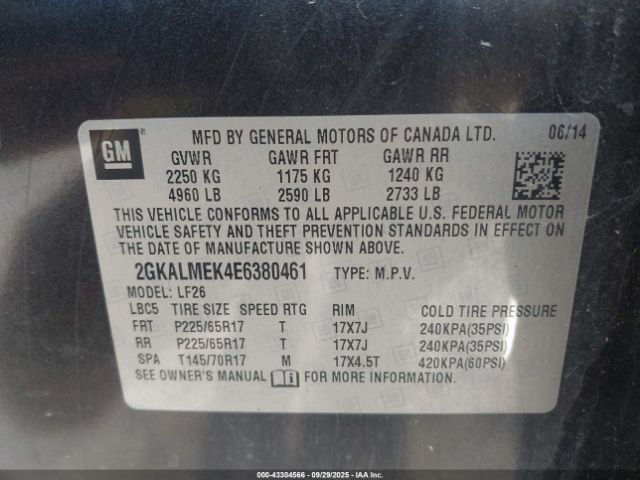 GM ® MFD BY GENERAL MOTORS OF CANADA LTD. 06/14
GVWR GAWR FRT GAWR RR
2250 KG 1175 KG 1240 KG
4960 LB 2590 LB 2733 LB
THIS VEHICLE CONFORMS TO ALL APPLICABLE U.S. FEDERAL MOTOR
VEHICLE SAFETY AND THEFT PREVENTION STANDARDS IN EFFECT ON
THE DATE OF MANUFACTURE SHOWN ABOVE.
2GKALMEK4E6380461 TYPE: M.P.V.
MODEL: LF26
LBC5 TIRE SIZE SPEED RTG RIM COLD TIRE PRESSURE
FRT P225/65R17 T 17X7J 240KPA(35PSI)
RR P225/65R17 T 17X7J 240KPA(35PSI)
SPA T145/70R17 M 17X4.5T 420KPA(60PSI)
SEE OWNER'S MANUAL FOR MORE INFORMATION.
000-43304566 - 09/29/2025 - IAA Inc.